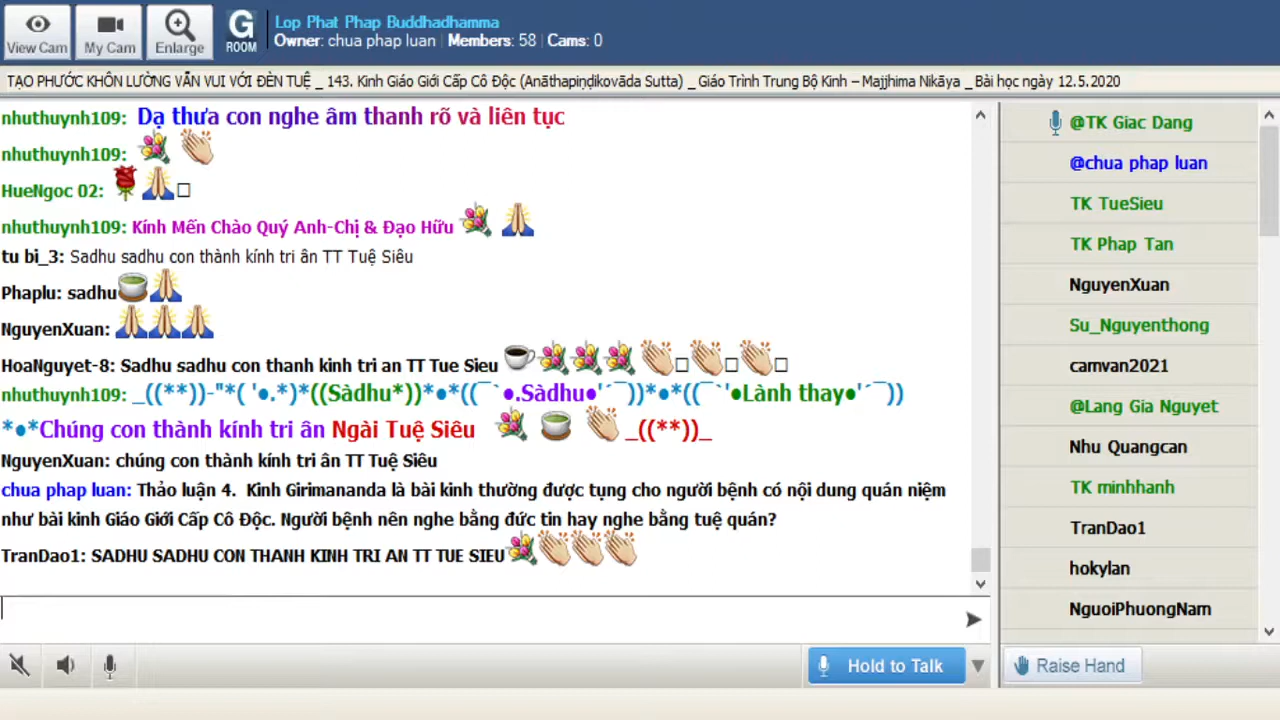 View Cam
My Cam
Enlarge
G
ROOM
Lop Phat Phap Buddhadhamma
Owner: chua phap luan | Members: 58 | Cams: 0
TẠO PHƯỚC KHÔN LƯỜNG VẪN VUI VỚI ĐÈN TUỆ _ 143. Kinh Giáo Giới Cấp Cô Độc (Anāthapiṇḍikovāda Sutta) _ Giáo Trình Trung Bộ Kinh – Majjhima Nikāya _ Bài học ngày 12.5.2020
nhuthuynh109: Dạ thưa con nghe âm thanh rõ và liên tục
nhuthuynh109:
HueNgoc 02:
nhuthuynh109: Kính Mến Chào Quý Anh-Chị & Đạo Hữu
tu bi_3: Sadhu sadhu con thành kính tri ân TT Tuệ Siêu
Phaplu: sadhu
NguyenXuan:
HoaNguyet-8: Sadhu sadhu con thanh kinh tri an TT Tue Sieu
nhuthuynh109: _((**))-"*( '●.*)*((Sàdhu*))*●*((¯`●.Sàdhu●'´¯))*●*((¯`'●Lành thay●'´¯))
*●*Chúng con thành kính tri ân Ngài Tuệ Siêu _((**))_
NguyenXuan: chúng con thành kính tri ân TT Tuệ Siêu
chua phap luan: Thảo luận 4. Kinh Girimananda là bài kinh thường được tụng cho người bệnh có nội dung quán niệm
như bài kinh Giáo Giới Cấp Cô Độc. Người bệnh nên nghe bằng đức tin hay nghe bằng tuệ quán?
TranDao1: SADHU SADHU CON THANH KINH TRI AN TT TUE SIEU
@TK Giac Dang
@chua phap luan
TK TueSieu
TK Phap Tan
NguyenXuan
Su_Nguyenthong
camvan2021
@Lang Gia Nguyet
Nhu Quangcan
TK minhhanh
TranDao1
hokylan
NguoiPhuongNam
Hold to Talk
Raise Hand